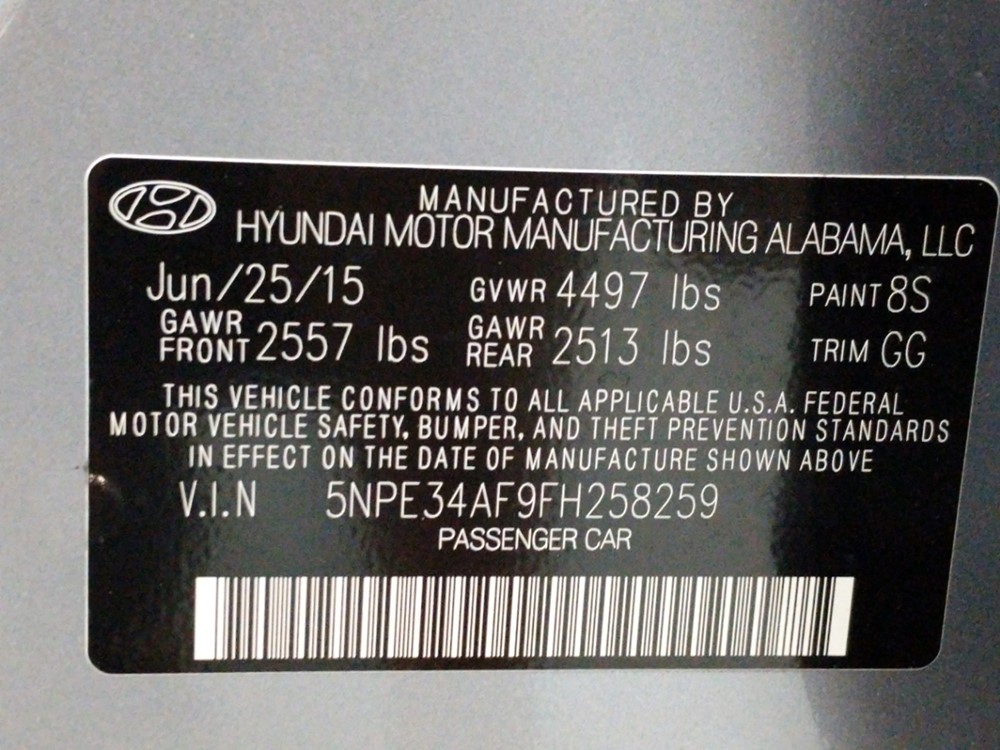 MANUFACTURED BY
HYUNDAI MOTOR MANUFACTURING ALABAMA, LLC
Jun/25/15 GVWR 4497 lbs PAINT 8S
GAWR FRONT 2557 lbs GAWR REAR 2513 lbs TRIM GG
THIS VEHICLE CONFORMS TO ALL APPLICABLE U.S.A. FEDERAL
MOTOR VEHICLE SAFETY, BUMPER, AND THEFT PREVENTION STANDARDS
IN EFFECT ON THE DATE OF MANUFACTURE SHOWN ABOVE
V.I.N 5NPE34AF9FH258259
PASSENGER CAR